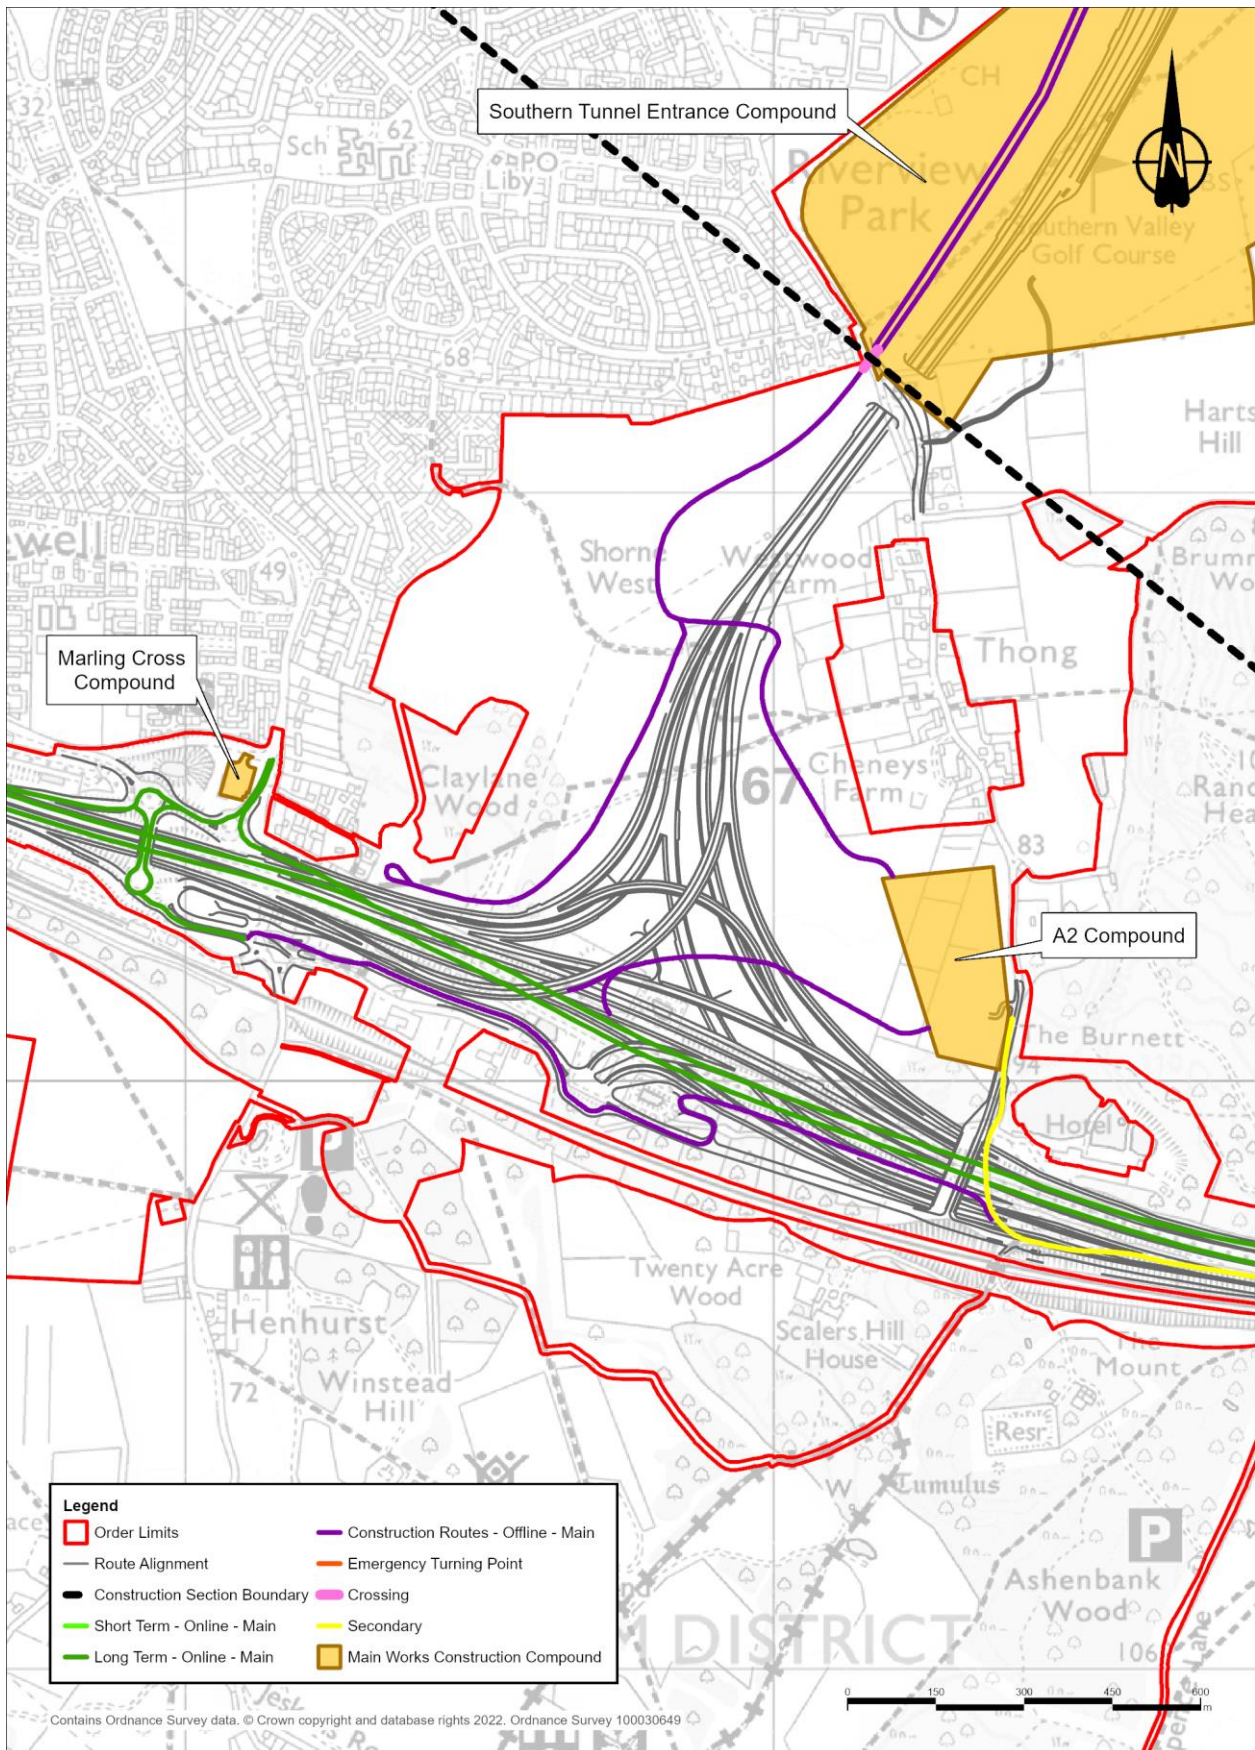 Southern Tunnel Entrance Compound
32
Sch
62
PO
Liby
CH
N
Riverview
Park
Southern Valley
Golf Course
BS
78
Harts
Hill
Shorne
West
Westwood
Farm
49
Thong
Marling Cross
Compound
Claylane
Wood
67
Cheneys
Farm
83
A2 Compound
The Burnett
94
Hotel
Twenty Acre
Wood
Henhurst
Scalers Hill
House
The
Mount
72
Winstead
Hill
Resr
W
Tumulus
P
Ashenbank
Wood
106
Lane
DISTRICT
Legend
Order Limits
Route Alignment
Construction Section Boundary
Short Term - Online - Main
Long Term - Online - Main
Construction Routes - Offline - Main
Emergency Turning Point
Crossing
Secondary
Main Works Construction Compound
0 150 300 450 600
m
Contains Ordnance Survey data. © Crown copyright and database rights 2022. Ordnance Survey 100030649